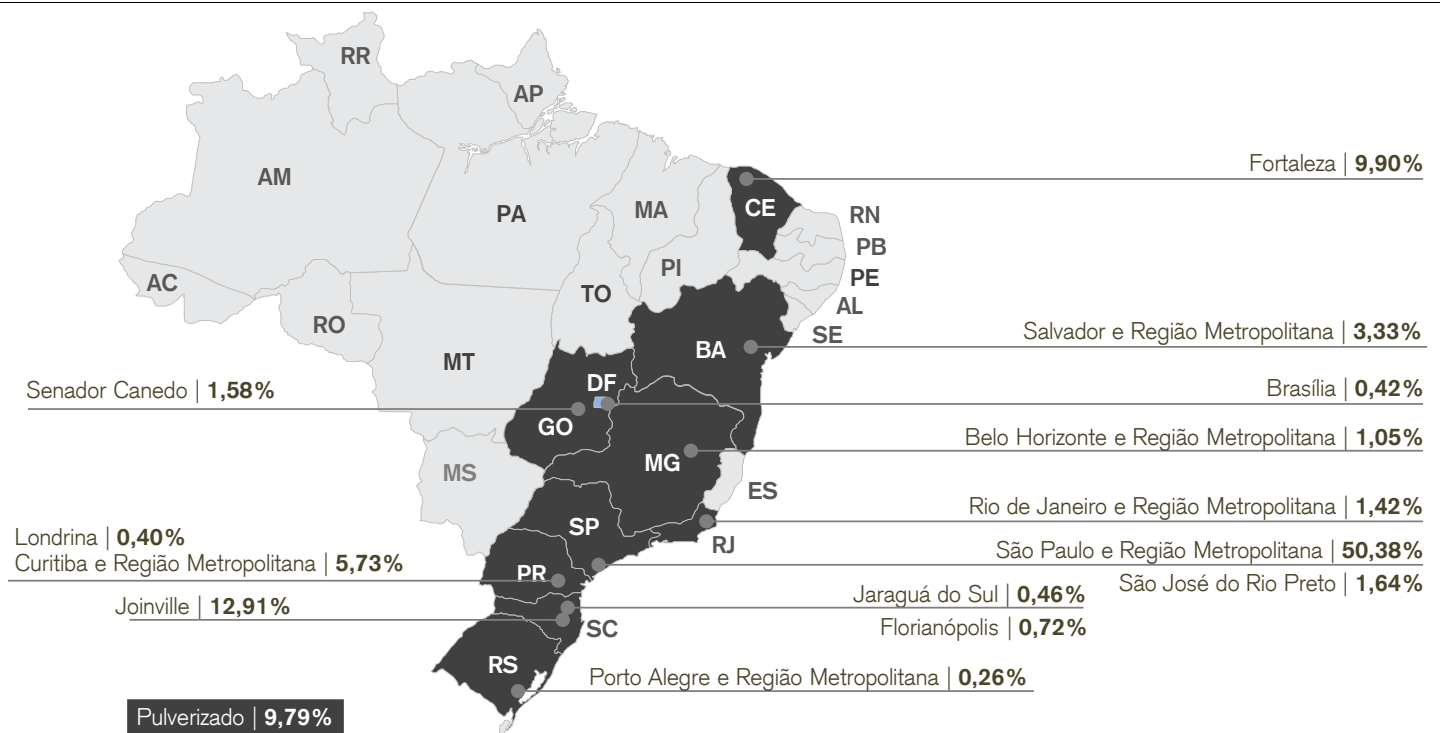 RR
AP
AM
PA
MA
CE
Fortaleza | 9,90%
RN
PB
PE
AL
SE
AC
PI
TO
RO
MT
BA
Salvador e Região Metropolitana | 3,33%
Senador Canedo | 1,58%
DF
Brasília | 0,42%
GO
Belo Horizonte e Região Metropolitana | 1,05%
MG
MS
ES
Rio de Janeiro e Região Metropolitana | 1,42%
SP
RJ
Londrina | 0,40%
Curitiba e Região Metropolitana | 5,73%
São Paulo e Região Metropolitana | 50,38%
São José do Rio Preto | 1,64%
PR
Joinville | 12,91%
Jaraguá do Sul | 0,46%
Florianópolis | 0,72%
SC
RS
Porto Alegre e Região Metropolitana | 0,26%
Pulverizado | 9,79%